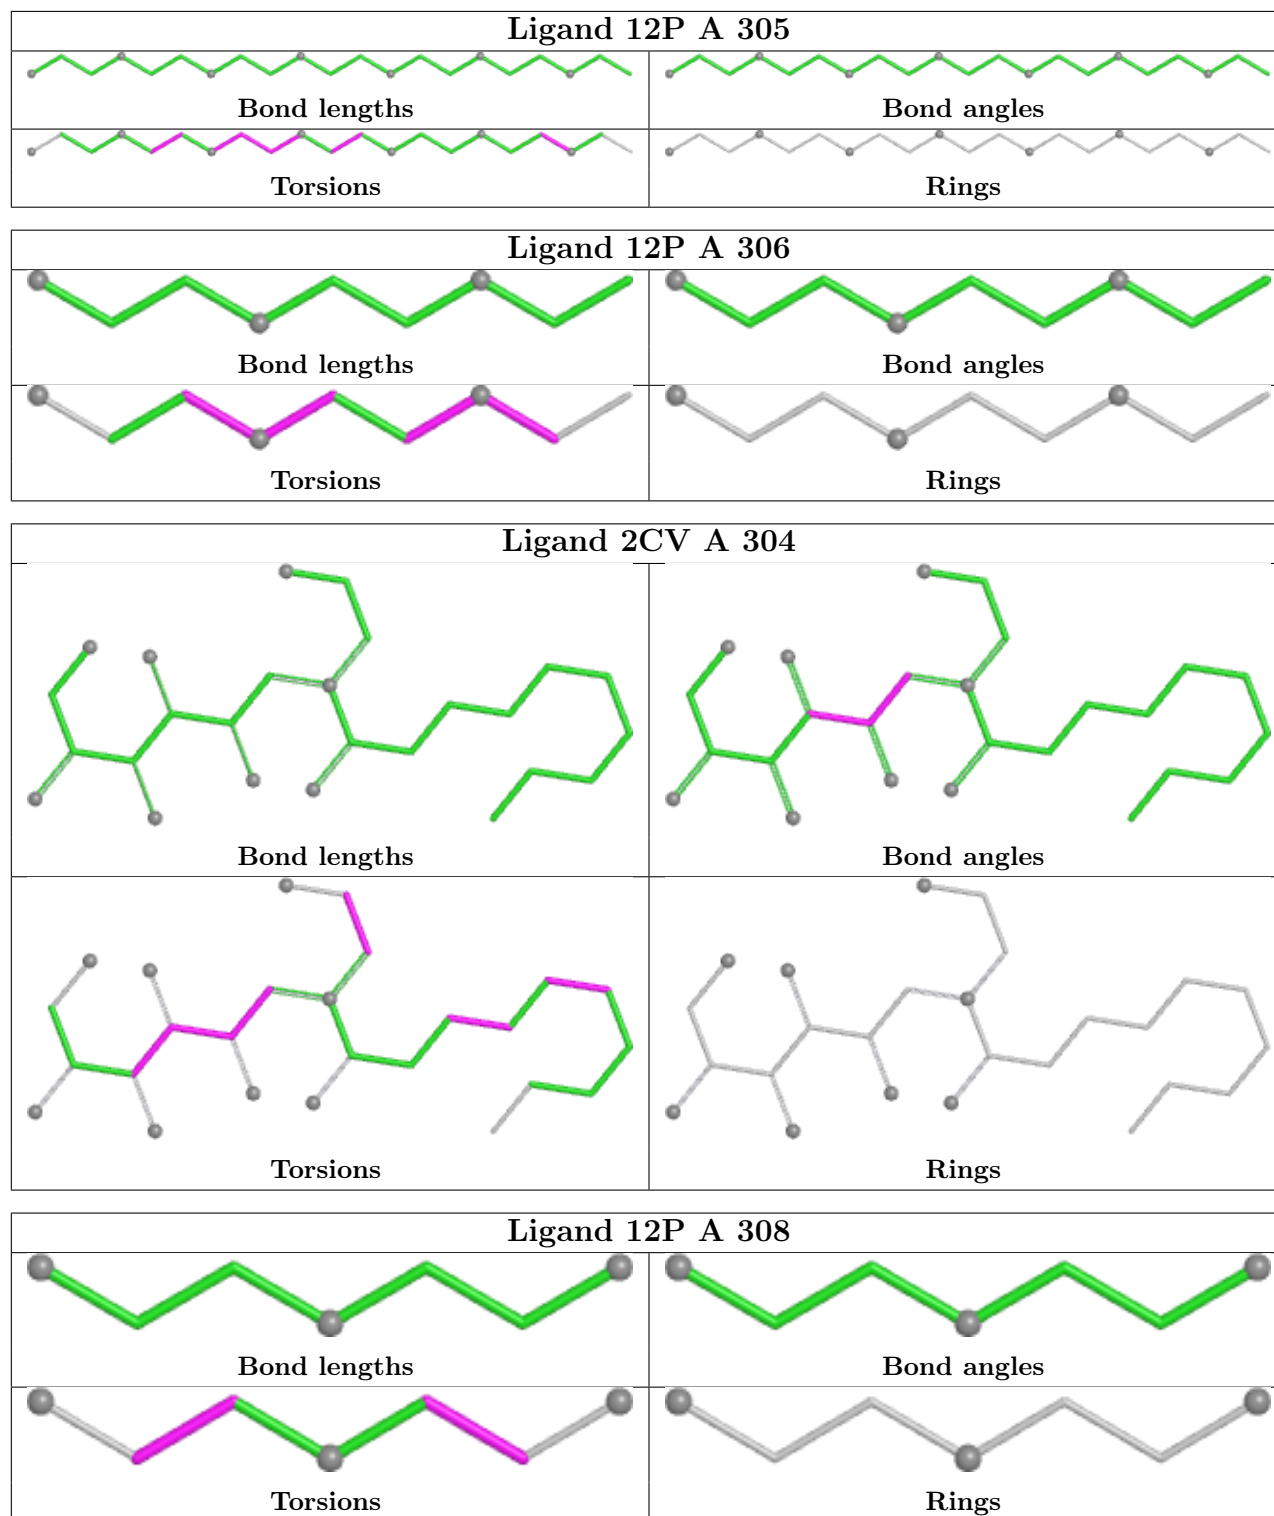 Ligand 12P A 305
Bond lengths
Bond angles
Torsions
Rings
Ligand 12P A 306
Bond lengths
Bond angles
Torsions
Rings
Ligand 2CV A 304
Bond lengths
Bond angles
Torsions
Rings
Ligand 12P A 308
Bond lengths
Bond angles
Torsions
Rings